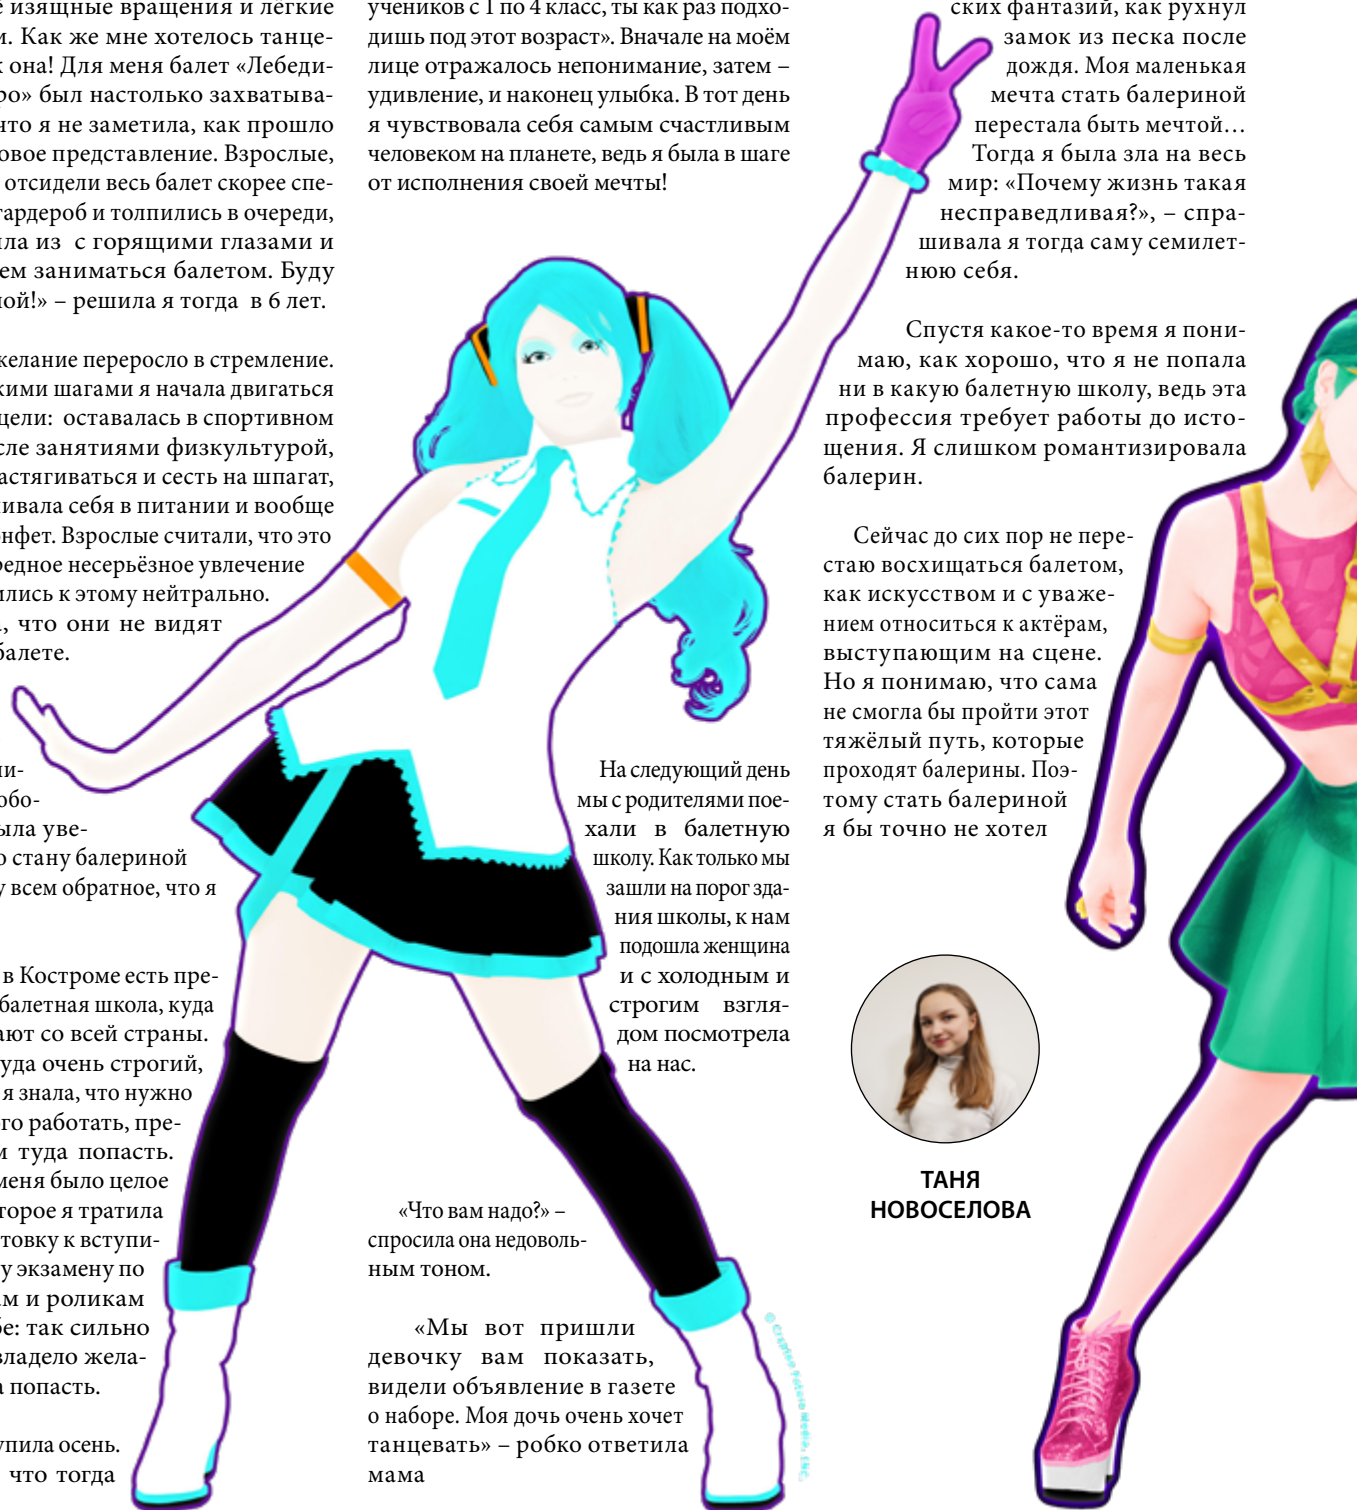 е изящные вращения и лёгкие
и. Как же мне хотелось танце-
к она! Для меня балет «Лебеди-
ро» был настолько захватыва-
что я не заметила, как прошло
овое представление. Взрослые,
отсидели весь балет скорее спе-
гардероб и толпились в очереди,
ла из с горящими глазами и
ем заниматься балетом. Буду
ой!» – решила я тогда в 6 лет.
желание переросло в стремление.
кими шагами я начала двигаться
цели: оставалась в спортивном
сле занятиями физкультурой,
астягиваться и сесть на шпагат,
ивала себя в питании и вообще
нфет. Взрослые считали, что это
редное несерьёзное увлечение
ились к этому нейтрально.
, что они не видят
балете.
ли-
обо-
ыла уве-
о стану балериной
у всем обратное, что я
в Костроме есть пре-
балетная школа, куда
ают со всей страны.
уда очень строгий,
я знала, что нужно
го работать, пре-
и туда попасть.
меня было целое
торое я тратила
товку к вступи-
у экзамену по
ам и роликам
бе: так сильно
владело жела-
а попасть.
упила осень.
что тогда
учеников с 1 по 4 класс, ты как раз подхо-
дишь под этот возраст». Вначале на моём
лице отражалось непонимание, затем –
удивление, и наконец улыбка. В тот день
я чувствовала себя самым счастливым
человеком на планете, ведь я была в шаге
от исполнения своей мечты!
На следующий день
мы с родителями пое-
хали в балетную
школу. Как только мы
зашли на порог зда-
ния школы, к нам
подошла женщина
и с холодным и
строгим взгля-
дом посмотрела
на нас.
«Что вам надо?» –
спросила она недоволь-
ным тоном.
«Мы вот пришли
девочку вам показать,
видели объявление в газете
о наборе. Моя дочь очень хочет
танцевать» – робко ответила
мама
ских фантазий, как рухнул
замок из песка после
дождя. Моя маленькая
мечта стать балериной
перестала быть мечтой…
Тогда я была зла на весь
мир: «Почему жизнь такая
несправедливая?», – спра-
шивала я тогда саму семилет-
нюю себя.
Спустя какое-то время я пони-
маю, как хорошо, что я не попала
ни в какую балетную школу, ведь эта
профессия требует работы до исто-
щения. Я слишком романтизировала
балерин.
Сейчас до сих пор не пере-
стаю восхищаться балетом,
как искусством и с уваже-
нием относиться к актёрам,
выступающим на сцене.
Но я понимаю, что сама
не смогла бы пройти этот
тяжёлый путь, которые
проходят балерины. Поэ-
тому стать балериной
я бы точно не хотел
ТАНЯ
НОВОСЕЛОВА